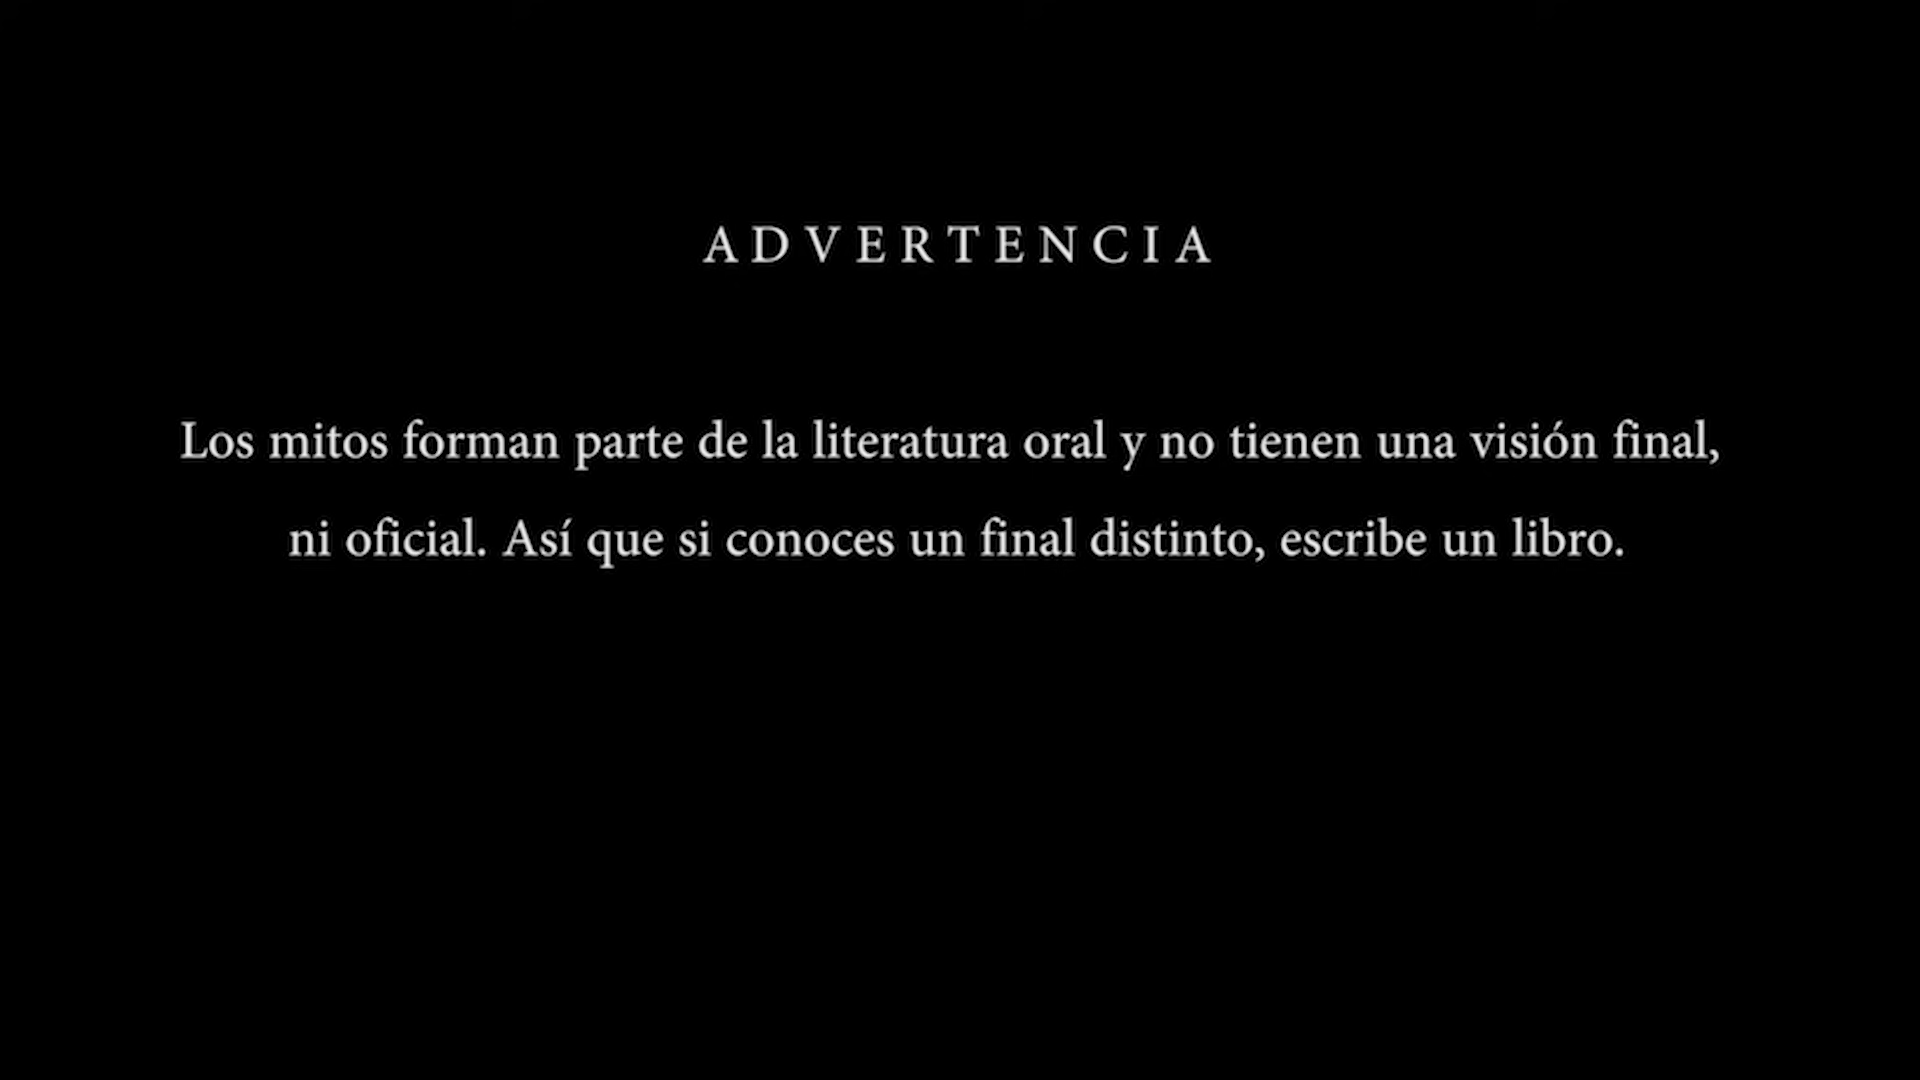 ADVERTENCIA
Los mitos forman parte de la literatura oral y no tienen una visión final,
ni oficial. Así que si conoces un final distinto, escribe un libro.